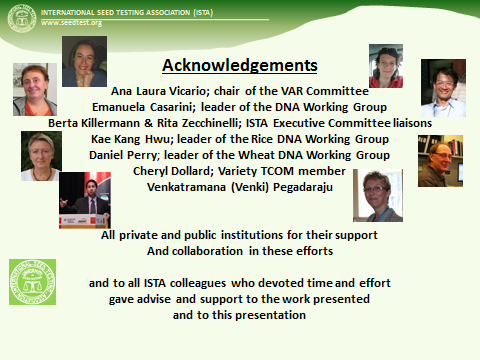 INTERNATIONAL SEED TESTING ASSOCIATION (ISTA)
www.seedtest.org
Acknowledgements
Ana Laura Vicario; chair of the VAR Committee
Emanuela Casarini; leader of the DNA Working Group
Berta Killermann & Rita Zecchinelli; ISTA Executive Committee liaisons
Kae Kang Hwu; leader of the Rice DNA Working Group
Daniel Perry; leader of the Wheat DNA Working Group
Cheryl Dollard; Variety TCOM member
Venkatramana (Venki) Pegadaraju
All private and public institutions for their support
And collaboration in these efforts
and to all ISTA colleagues who devoted time and effort
gave advise and support to the work presented
and to this presentation